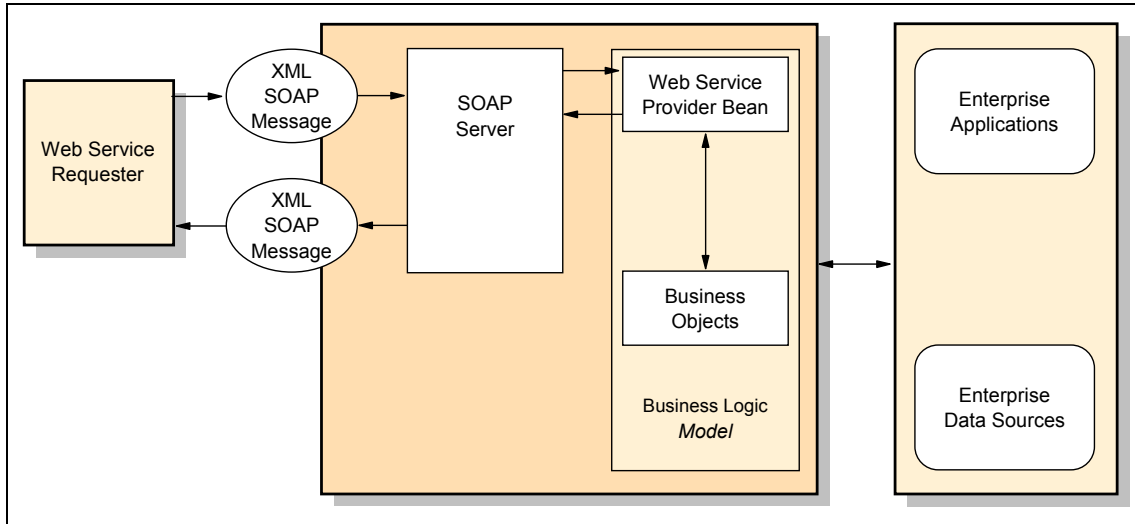 Web Service
Requester
XML
SOAP
Message
XML
SOAP
Message
SOAP
Server
Web Service
Provider Bean
Business
Objects
Business Logic
Model
Enterprise
Applications
Enterprise
Data Sources